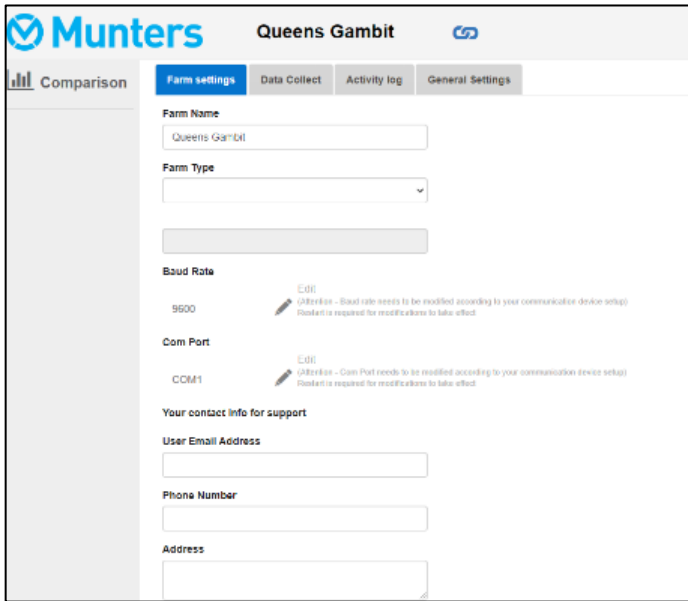 Munters
Queens Gambit
Comparison
Farm settings
Data Collect
Activity log
General Settings
Farm Name
Queens Gambit
Farm Type
Baud Rate
Edit
9600
(Attention - Baud rate needs to be modified according to your communication device setup)
Restart is required for modifications to take effect
Com Port
Edit
COM1
(Attention - Com Port needs to be modified according to your communication device setup)
Restart is required for modifications to take effect
Your contact info for support
User Email Address
Phone Number
Address